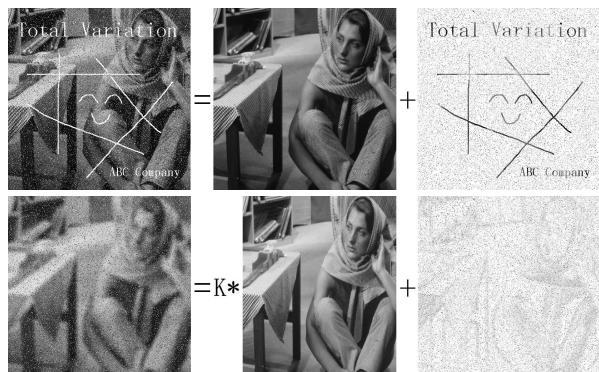 Total Variation
ABC Company
=
+
Total Variation
ABC Company
=K*
+